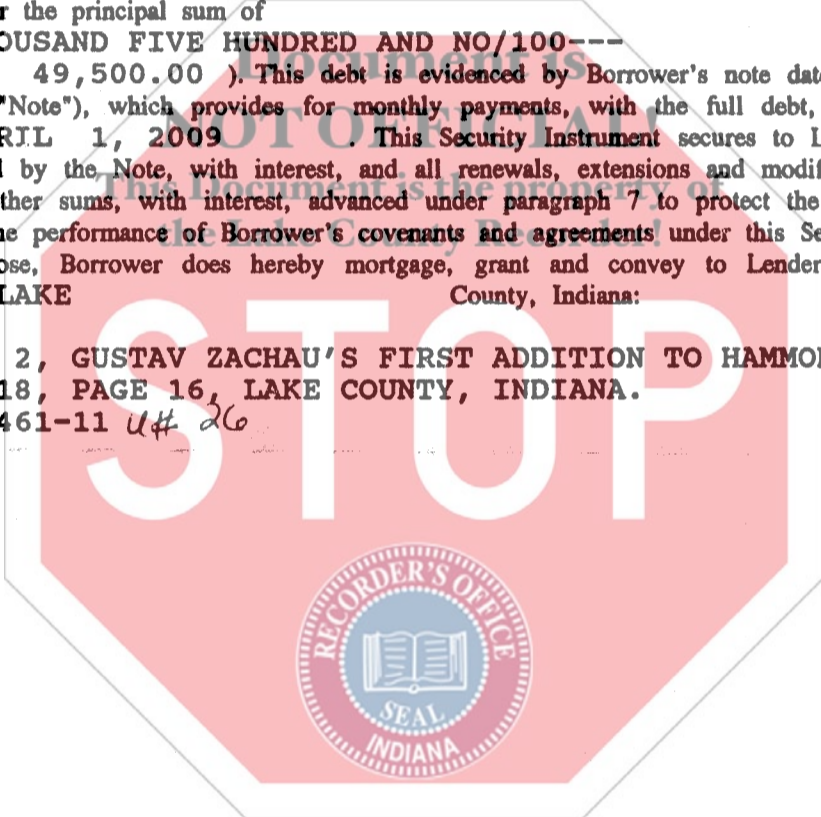 r the principal sum of
OUSAND FIVE HUNDRED AND NO/100---
49,500.00 ). This debt is evidenced by Borrower's note dat
"Note"), which provides for monthly payments, with the full debt,
RIL 1, 2009 . This Security Instrument secures to L
by the Note, with interest, and all renewals, extensions and modif
ther sums, with interest, advanced under paragraph 7 to protect the
e performance of Borrower's covenants and agreements under this Se
ose, Borrower does hereby mortgage, grant and convey to Lender
LAKE County, Indiana:
2, GUSTAV ZACHAU'S FIRST ADDITION TO HAMMO
18, PAGE 16, LAKE COUNTY, INDIANA.
461-11 U# 26
Document is
NOT OFFICIAL!
This Document is the property of
the Lake County Recorder!
STOP
RECORDER'S OFFICE
SEAL
INDIANA